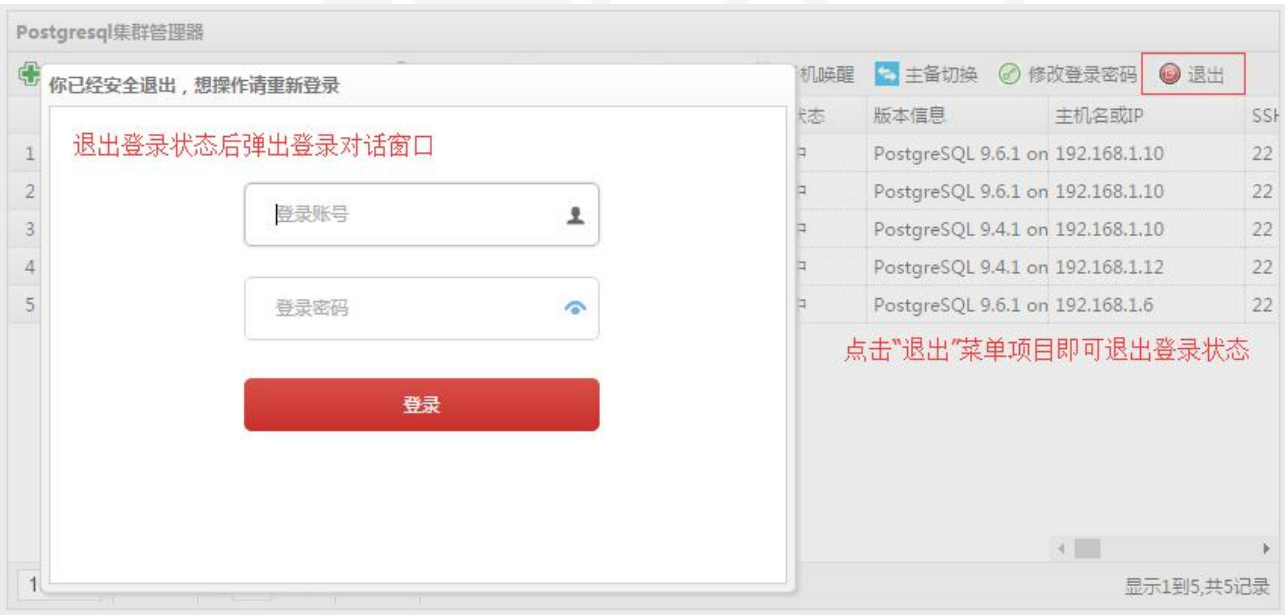 Postgresql集群管理器
机唤醒 主备切换 修改登录密码 退出
你已经安全退出，想操作请重新登录
状态 版本信息 主机名或IP SSH
退出登录状态后弹出登录对话窗口
1 中 PostgreSQL 9.6.1 on 192.168.1.10 22
2 中 PostgreSQL 9.6.1 on 192.168.1.10 22
3 中 PostgreSQL 9.4.1 on 192.168.1.10 22
4 中 PostgreSQL 9.4.1 on 192.168.1.12 22
5 中 PostgreSQL 9.6.1 on 192.168.1.6 22
登录账号
登录密码
点击“退出”菜单项目即可退出登录状态
登录
1 显示1到5,共5记录